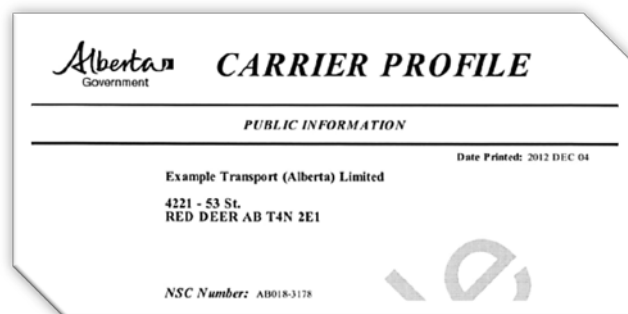 Alberta
Government
CARRIER PROFILE
PUBLIC INFORMATION
Date Printed: 2012 DEC 04
Example Transport (Alberta) Limited
4221 - 53 St.
RED DEER AB T4N 2E1
NSC Number: AB018-3178